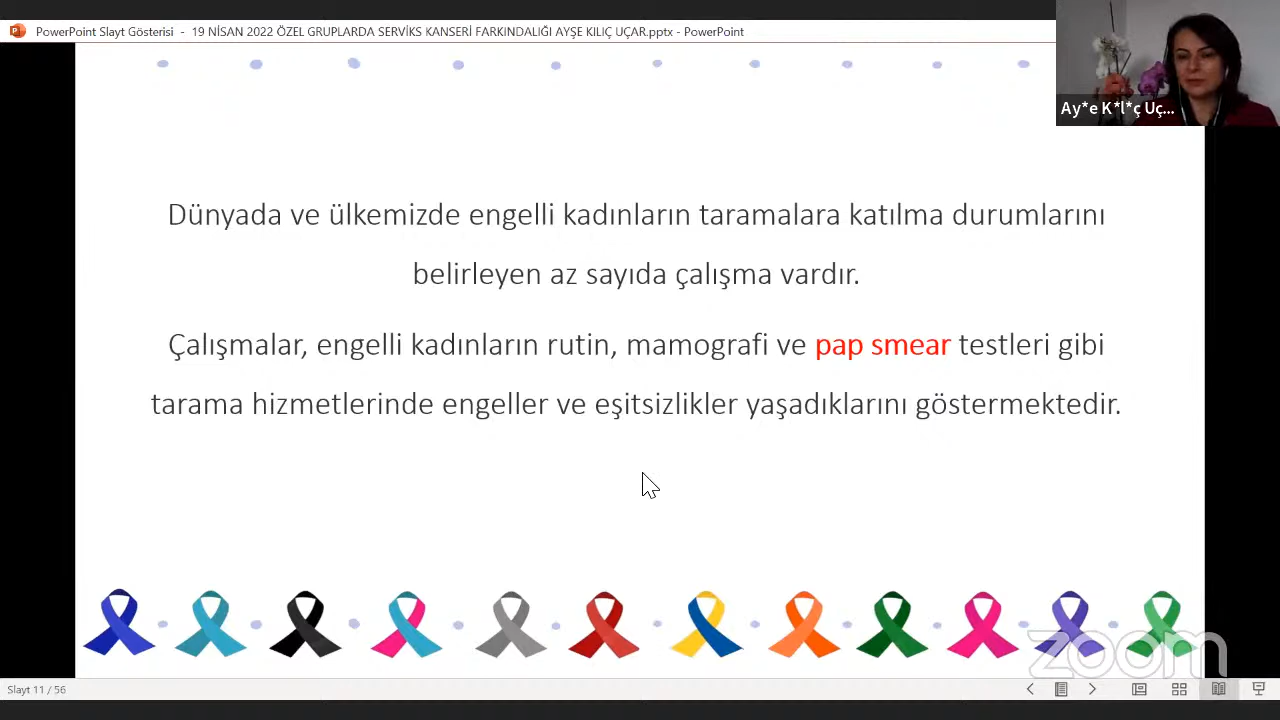 PowerPoint Slayt Gösterisi - 19 NİSAN 2022 ÖZEL GRUPLARDA SERVİKS KANSERİ FARKINDALIĞI AYŞE KILIÇ UÇAR.pptx - PowerPoint
Ay*e K*l*ç Uç...
Dünyada ve ülkemizde engelli kadınların taramalara katılma durumlarını
belirleyen az sayıda çalışma vardır.
Çalışmalar, engelli kadınların rutin, mamografi ve pap smear testleri gibi
tarama hizmetlerinde engeller ve eşitsizlikler yaşadıklarını göstermektedir.
zoom
Slayt 11 / 56